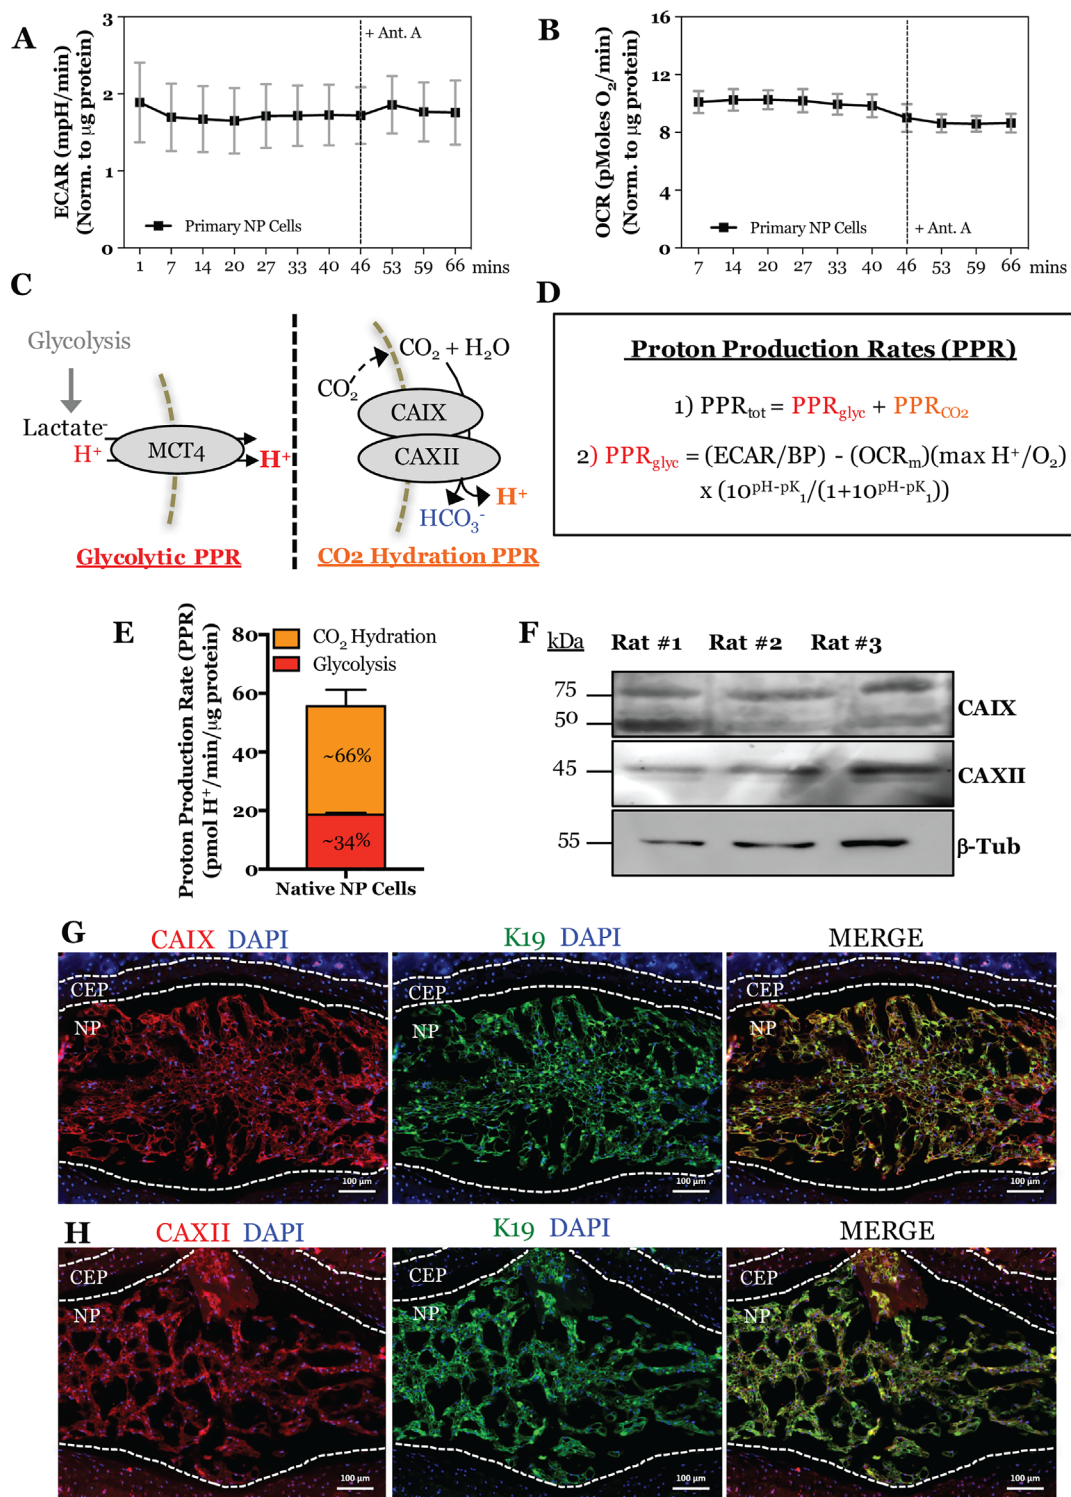 A
ECAR (mpH/min)
(Norm. to µg protein)
3
2
1
0
+ Ant. A
Primary NP Cells
1 7 14 20 27 33 40 46 53 59 66 mins
B
OCR (pMoles O2/min)
(Norm. to µg protein)
16
12
8
4
0
Primary NP Cells
+ Ant. A
7 14 20 27 33 40 46 53 59 66 mins
C
Glycolysis
Lactate-
H+
MCT4
H+
Glycolytic PPR
CO2 + H2O
CO2
CAIX
CAXII
H+
HCO3-
CO2 Hydration PPR
D
Proton Production Rates (PPR)
1) PPRtot = PPRglyc + PPRCO2
2) PPRglyc = (ECAR/BP) - (OCRm)(max H+/O2)
x (10pH-pK1/(1+10pH-pK1))
E
Proton Production Rate (PPR)
(pmol H+/min/µg protein)
80
60
40
20
0
CO2 Hydration
Glycolysis
~66%
~34%
Native NP Cells
F
kDa Rat #1 Rat #2 Rat #3
75
50
CAIX
45
CAXII
55
β-Tub
G
CAIX DAPI
K19 DAPI
MERGE
CEP
NP
100 µm
CEP
NP
100 µm
CEP
NP
100 µm
H
CAXII DAPI
K19 DAPI
MERGE
CEP
NP
100 µm
CEP
NP
100 µm
CEP
NP
100 µm